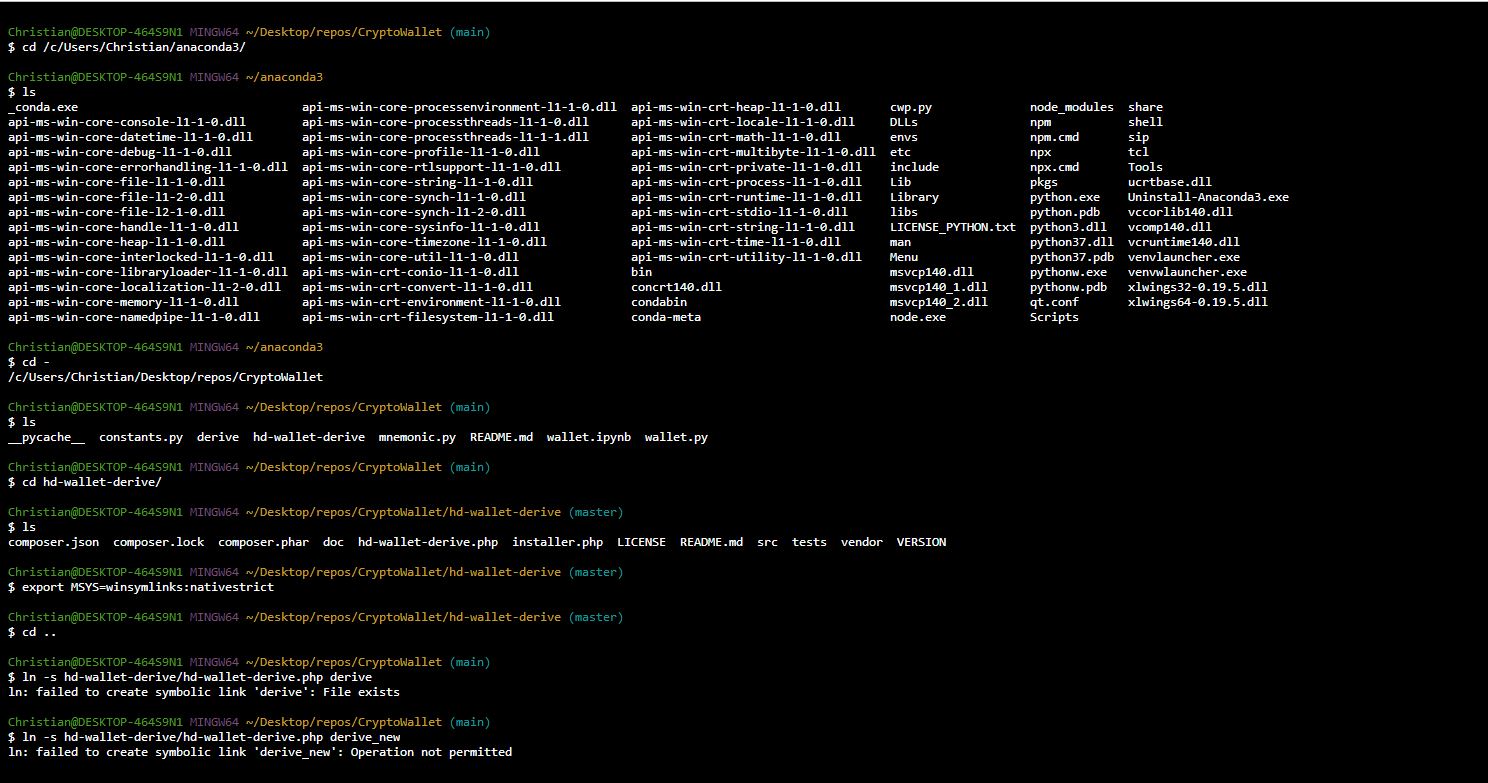 Christian@DESKTOP-464S9N1 MINGW64 ~/Desktop/repos/CryptoWallet (main)
$ cd /c/Users/Christian/anaconda3/
Christian@DESKTOP-464S9N1 MINGW64 ~/anaconda3
$ ls
_conda.exe api-ms-win-core-processenvironment-l1-1-0.dll api-ms-win-crt-heap-l1-1-0.dll cwp.py node_modules share
api-ms-win-core-console-l1-1-0.dll api-ms-win-core-processthreads-l1-1-0.dll api-ms-win-crt-locale-l1-1-0.dll DLLs npm shell
api-ms-win-core-datetime-l1-1-0.dll api-ms-win-core-processthreads-l1-1-1.dll api-ms-win-crt-math-l1-1-0.dll envs npm.cmd sip
api-ms-win-core-debug-l1-1-0.dll api-ms-win-core-profile-l1-1-0.dll api-ms-win-crt-multibyte-l1-1-0.dll etc npx tcl
api-ms-win-core-errorhandling-l1-1-0.dll api-ms-win-core-rtlsupport-l1-1-0.dll api-ms-win-crt-private-l1-1-0.dll include npx.cmd Tools
api-ms-win-core-file-l1-1-0.dll api-ms-win-core-string-l1-1-0.dll api-ms-win-crt-process-l1-1-0.dll Lib pkgs ucrtbase.dll
api-ms-win-core-file-l1-2-0.dll api-ms-win-core-synch-l1-1-0.dll api-ms-win-crt-runtime-l1-1-0.dll Library python.exe Uninstall-Anaconda3.exe
api-ms-win-core-file-l2-1-0.dll api-ms-win-core-synch-l1-2-0.dll api-ms-win-crt-stdio-l1-1-0.dll libs python.pdb vccorlib140.dll
api-ms-win-core-handle-l1-1-0.dll api-ms-win-core-sysinfo-l1-1-0.dll api-ms-win-crt-string-l1-1-0.dll LICENSE_PYTHON.txt python3.dll vcomp140.dll
api-ms-win-core-heap-l1-1-0.dll api-ms-win-core-timezone-l1-1-0.dll api-ms-win-crt-time-l1-1-0.dll man python37.dll vcruntime140.dll
api-ms-win-core-interlocked-l1-1-0.dll api-ms-win-core-util-l1-1-0.dll api-ms-win-crt-utility-l1-1-0.dll Menu python37.pdb venvlauncher.exe
api-ms-win-core-libraryloader-l1-1-0.dll api-ms-win-crt-conio-l1-1-0.dll bin msvcp140.dll pythonw.exe venvwlauncher.exe
api-ms-win-core-localization-l1-2-0.dll api-ms-win-crt-convert-l1-1-0.dll concrt140.dll msvcp140_1.dll pythonw.pdb xlwings32-0.19.5.dll
api-ms-win-core-memory-l1-1-0.dll api-ms-win-crt-environment-l1-1-0.dll condabin msvcp140_2.dll qt.conf xlwings64-0.19.5.dll
api-ms-win-core-namedpipe-l1-1-0.dll api-ms-win-crt-filesystem-l1-1-0.dll conda-meta node.exe Scripts
Christian@DESKTOP-464S9N1 MINGW64 ~/anaconda3
$ cd -
/c/Users/Christian/Desktop/repos/CryptoWallet
Christian@DESKTOP-464S9N1 MINGW64 ~/Desktop/repos/CryptoWallet (main)
$ ls
__pycache__ constants.py derive hd-wallet-derive mnemonic.py README.md wallet.ipynb wallet.py
Christian@DESKTOP-464S9N1 MINGW64 ~/Desktop/repos/CryptoWallet (main)
$ cd hd-wallet-derive/
Christian@DESKTOP-464S9N1 MINGW64 ~/Desktop/repos/CryptoWallet/hd-wallet-derive (master)
$ ls
composer.json composer.lock composer.phar doc hd-wallet-derive.php installer.php LICENSE README.md src tests vendor VERSION
Christian@DESKTOP-464S9N1 MINGW64 ~/Desktop/repos/CryptoWallet/hd-wallet-derive (master)
$ export MSYS=winsymlinks:nativestrict
Christian@DESKTOP-464S9N1 MINGW64 ~/Desktop/repos/CryptoWallet/hd-wallet-derive (master)
$ cd ..
Christian@DESKTOP-464S9N1 MINGW64 ~/Desktop/repos/CryptoWallet (main)
$ ln -s hd-wallet-derive/hd-wallet-derive.php derive
ln: failed to create symbolic link 'derive': File exists
Christian@DESKTOP-464S9N1 MINGW64 ~/Desktop/repos/CryptoWallet (main)
$ ln -s hd-wallet-derive/hd-wallet-derive.php derive_new
ln: failed to create symbolic link 'derive_new': Operation not permitted